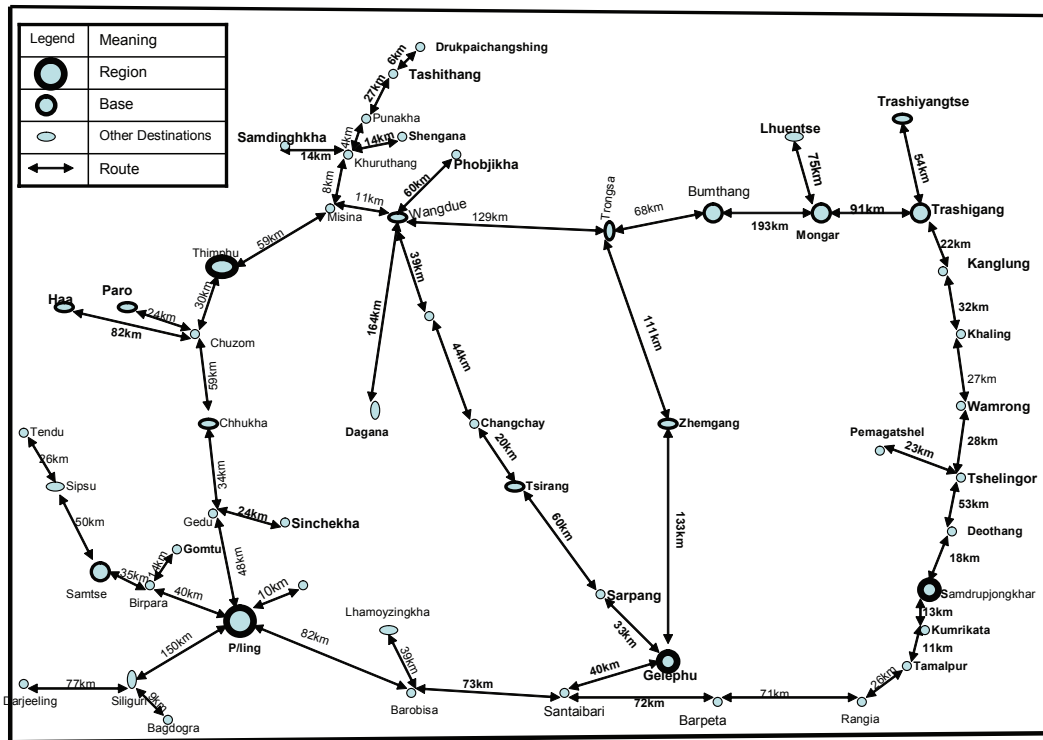 Legend Meaning
Region
Base
Other Destinations
Route
Drukpaichangshing
6km
Tashithang
27km
Punakha
4km
Samdinghkha
14km
14km
Shengana
Khuruthang
Phobjikha
8km
60km
11km
Misina
Wangdue
129km
Trongsa
68km
Bumthang
193km
Lhuentse
75km
Mongar
91km
Trashiyangtse
54km
Trashigang
22km
Kanglung
32km
Khaling
27km
Wamrong
28km
Pemagatshel
23km
Tshelingor
53km
Deothang
18km
Samdrupjongkhar
13km
Kumrikata
11km
Tamalpur
26km
Rangia
71km
Barpeta
72km
Santaibari
40km
Gelephu
33km
Sarpang
60km
Tsirang
20km
Changchay
44km
39km
164km
Dagana
111km
Zhemgang
133km
59km
Thimphu
30km
Haa
Paro
24km
82km
Chuzom
59km
Chhukha
34km
Gedu
24km
Sinchekha
48km
Tendu
26km
Sipsu
50km
Samtse
35km
Birpara
14km
Gomtu
40km
10km
P/ling
150km
82km
Lhamoyzingkha
39km
Barobisa
73km
Darjeeling
77km
Siliguri
9km
Bagdogra